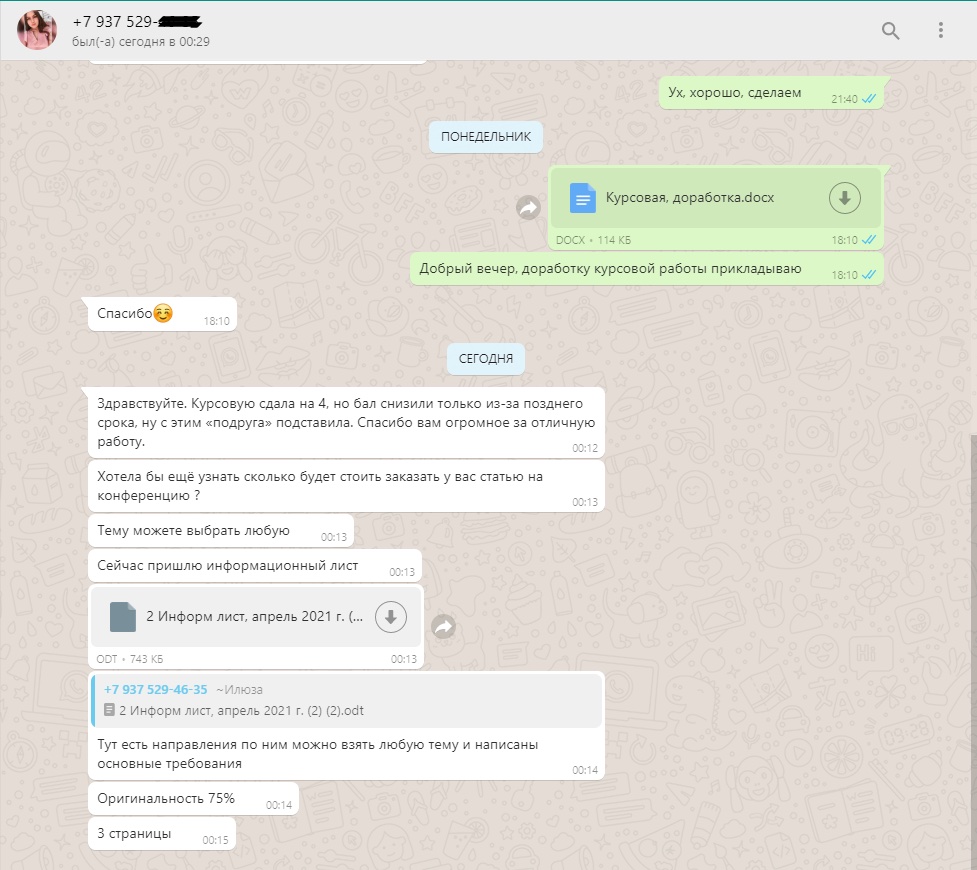 +7 937 529-
был(-а) сегодня в 00:29
Ух, хорошо, сделаем
21:40
ПОНЕДЕЛЬНИК
Курсовая, доработка.docx
DOCX • 114 КБ
18:10
Добрый вечер, доработку курсовой работы прикладываю
18:10
Спасибо☺️
18:10
СЕГОДНЯ
Здравствуйте. Курсовую сдала на 4, но бал снизили только из-за позднего
срока, ну с этим «подруга» подставила. Спасибо вам огромное за отличную
работу.
00:12
Хотела бы ещё узнать сколько будет стоить заказать у вас статью на
конференцию ?
00:13
Тему можете выбрать любую
00:13
Сейчас пришлю информационный лист
00:13
2 Информ лист, апрель 2021 г. (...
ODT • 743 КБ
00:13
+7 937 529-46-35 ~Илюза
2 Информ лист, апрель 2021 г. (2) (2).odt
Тут есть направления по ним можно взять любую тему и написаны
основные требования
00:14
Оригинальность 75%
00:14
3 страницы
00:15